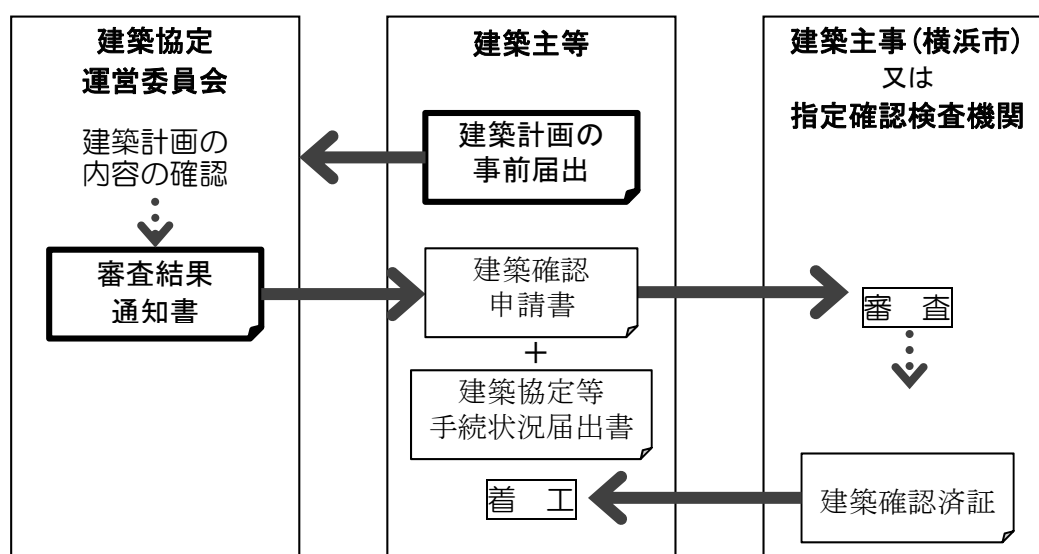 建築協定
運営委員会
建築計画の
内容の確認
審査結果
通知書
建築主等
建築計画の
事前届出
建築確認
申請書
+
建築協定等
手続状況届出書
着　工
建築主事（横浜市）
又は
指定確認検査機関
審　査
建築確認済証